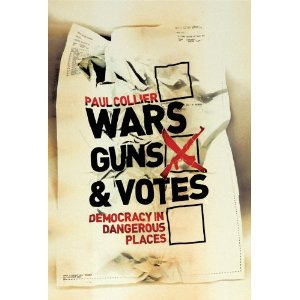 PAUL COLLIER
WARS
GUNS
& VOTES
DEMOCRACY IN
DANGEROUS
PLACES